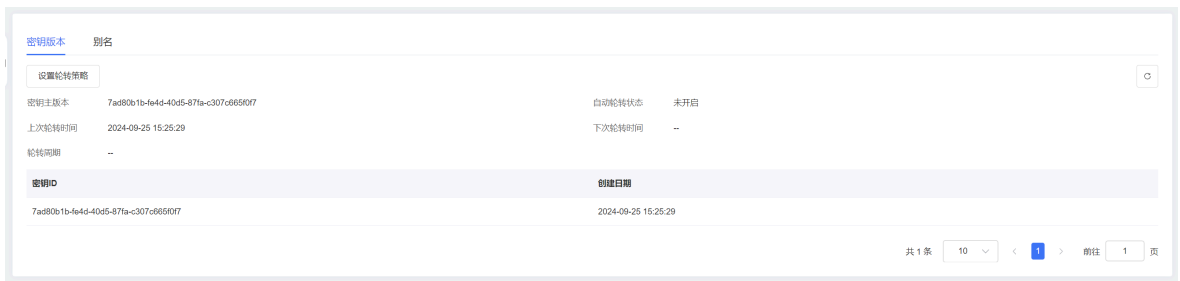 密钥版本 别名
设置轮转策略
密钥主版本 7ad80b1b-fe4d-40d5-87fa-c307c665f0f7 自动轮转状态 未开启
上次轮转时间 2024-09-25 15:25:29 下次轮转时间 --
轮转周期 --
密钥ID 创建日期
7ad80b1b-fe4d-40d5-87fa-c307c665f0f7 2024-09-25 15:25:29
共 1 条 10 1 前往 1 页